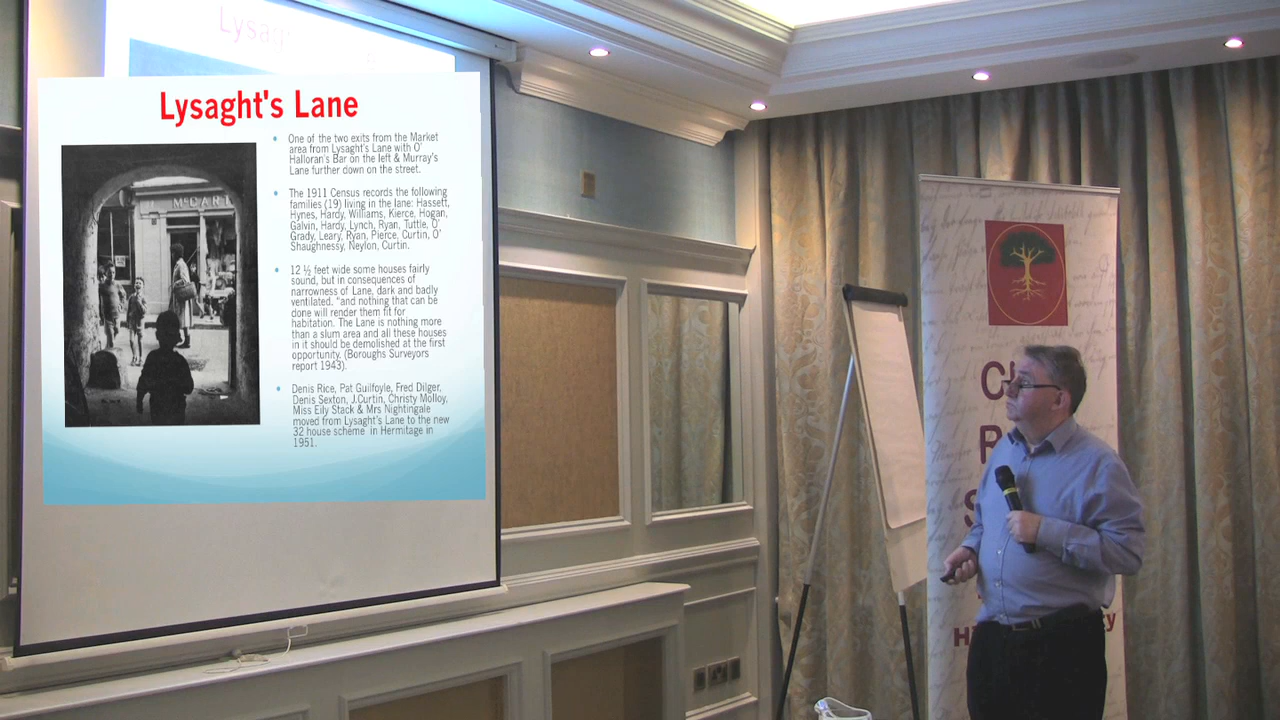 Lysag
Lysaght's Lane
One of the two exits from the Market
area from Lysaght's Lane with O'
Halloran's Bar on the left & Murray's
Lane further down on the street.
The 1911 Census records the following
families (19) living in the lane: Hassett,
Hynes, Hardy, Williams, Kierce, Hogan,
Galvin, Hardy, Lynch, Ryan, Tuttle, O'
Grady, Leary, Ryan, Pierce, Curtin, O'
Shaughnessy, Neylon, Curtin.
12 ½ feet wide some houses fairly
sound, but in consequences of
narrowness of Lane, dark and badly
ventilated. "and nothing that can be
done will render them fit for
habitation. The Lane is nothing more
than a slum area and all these houses
in it should be demolished at the first
opportunity. (Boroughs Surveyors
report 1943).
Denis Rice, Pat Guilfoyle, Fred Dilger,
Denis Sexton, J.Curtin, Christy Molloy,
Miss Eily Stack & Mrs Nightingale
moved from Lysaght's Lane to the new
32 house scheme in Hermitage in
1951.
McCART
C
R
S
H